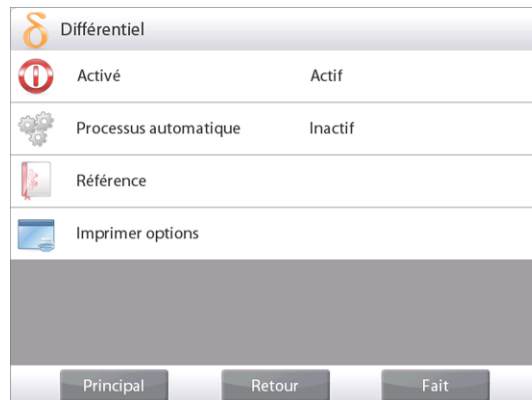 δ Différentiel
Activé Actif
Processus automatique Inactif
Référence
Imprimer options
Principal Retour Fait